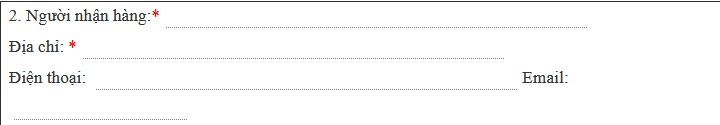 2. Người nhận hàng:*
Địa chỉ: *
Điện thoại: Email: